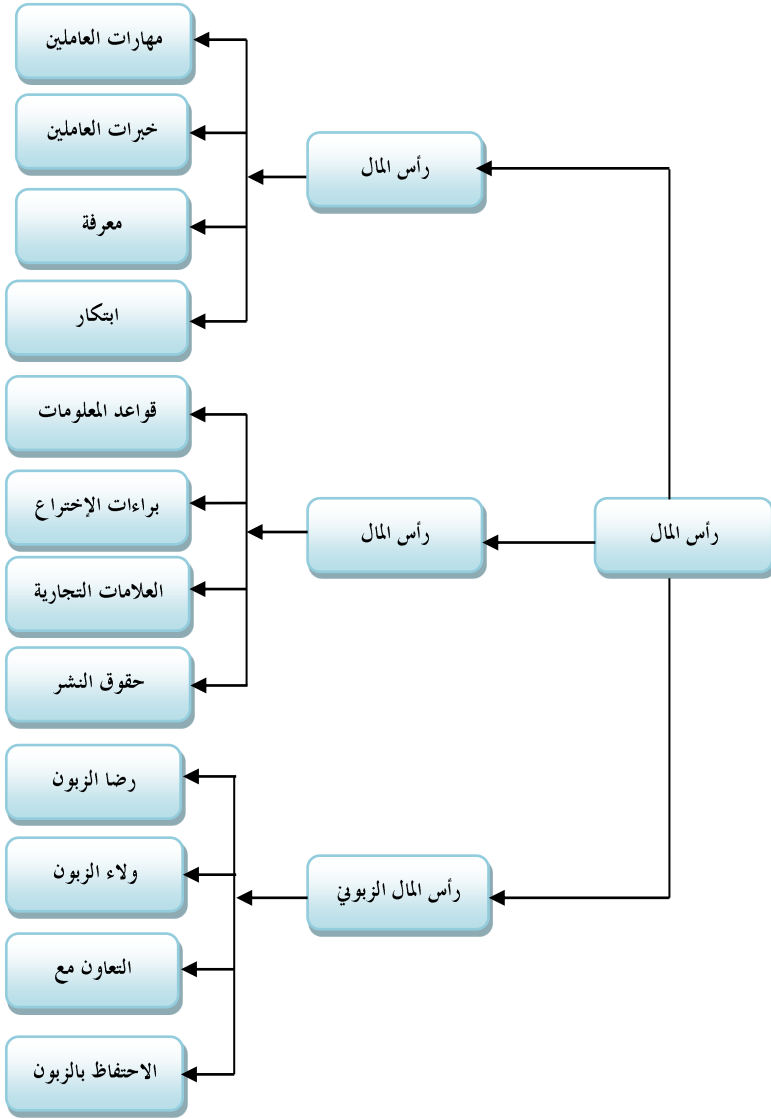 رأس المال
رأس المال
مهارات العاملين
خبرات العاملين
معرفة
ابتكار
رأس المال
قواعد المعلومات
براءات الإختراع
العلامات التجارية
حقوق النشر
رأس المال الزبوني
رضا الزبون
ولاء الزبون
التعاون مع
الاحتفاظ بالزبون